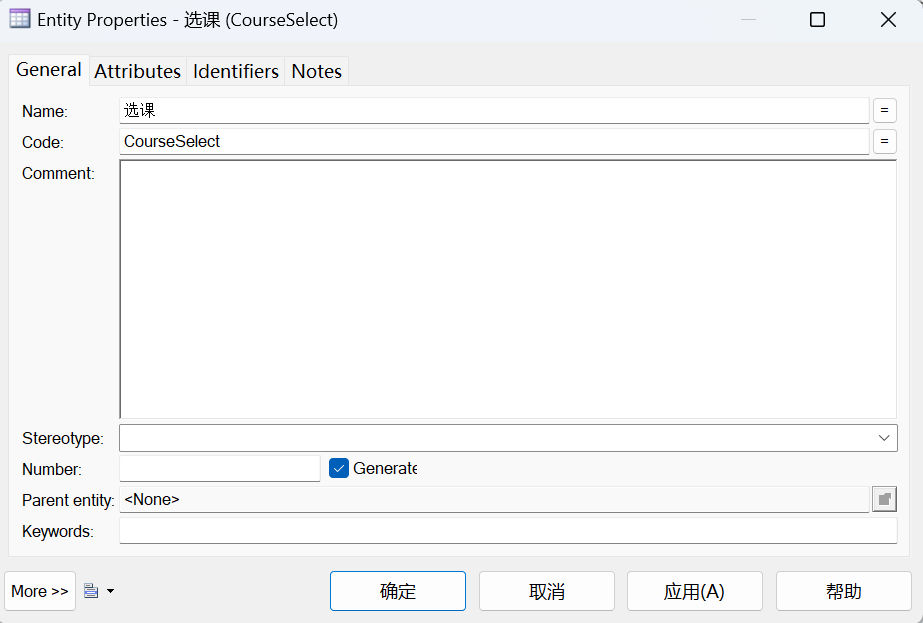 Entity Properties - 选课 (CourseSelect)
General Attributes Identifiers Notes
Name: 选课 =
Code: CourseSelect =
Comment:
Stereotype:
Number: Generate
Parent entity: <None>
Keywords:
More >> 确定 取消 应用(A) 帮助